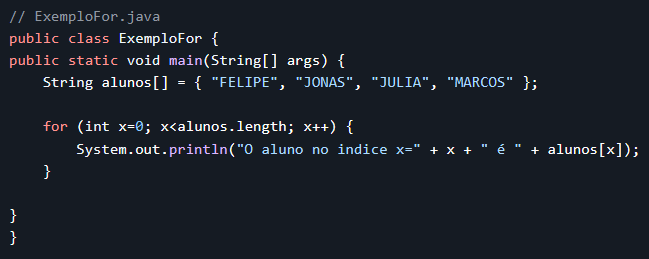 // ExemploFor.java
public class ExemploFor {
public static void main(String[] args) {
    String alunos[] = { "FELIPE", "JONAS", "JULIA", "MARCOS" };

    for (int x=0; x<alunos.length; x++) {
        System.out.println("O aluno no indice x=" + x + " é " + alunos[x]);
    }

}
}